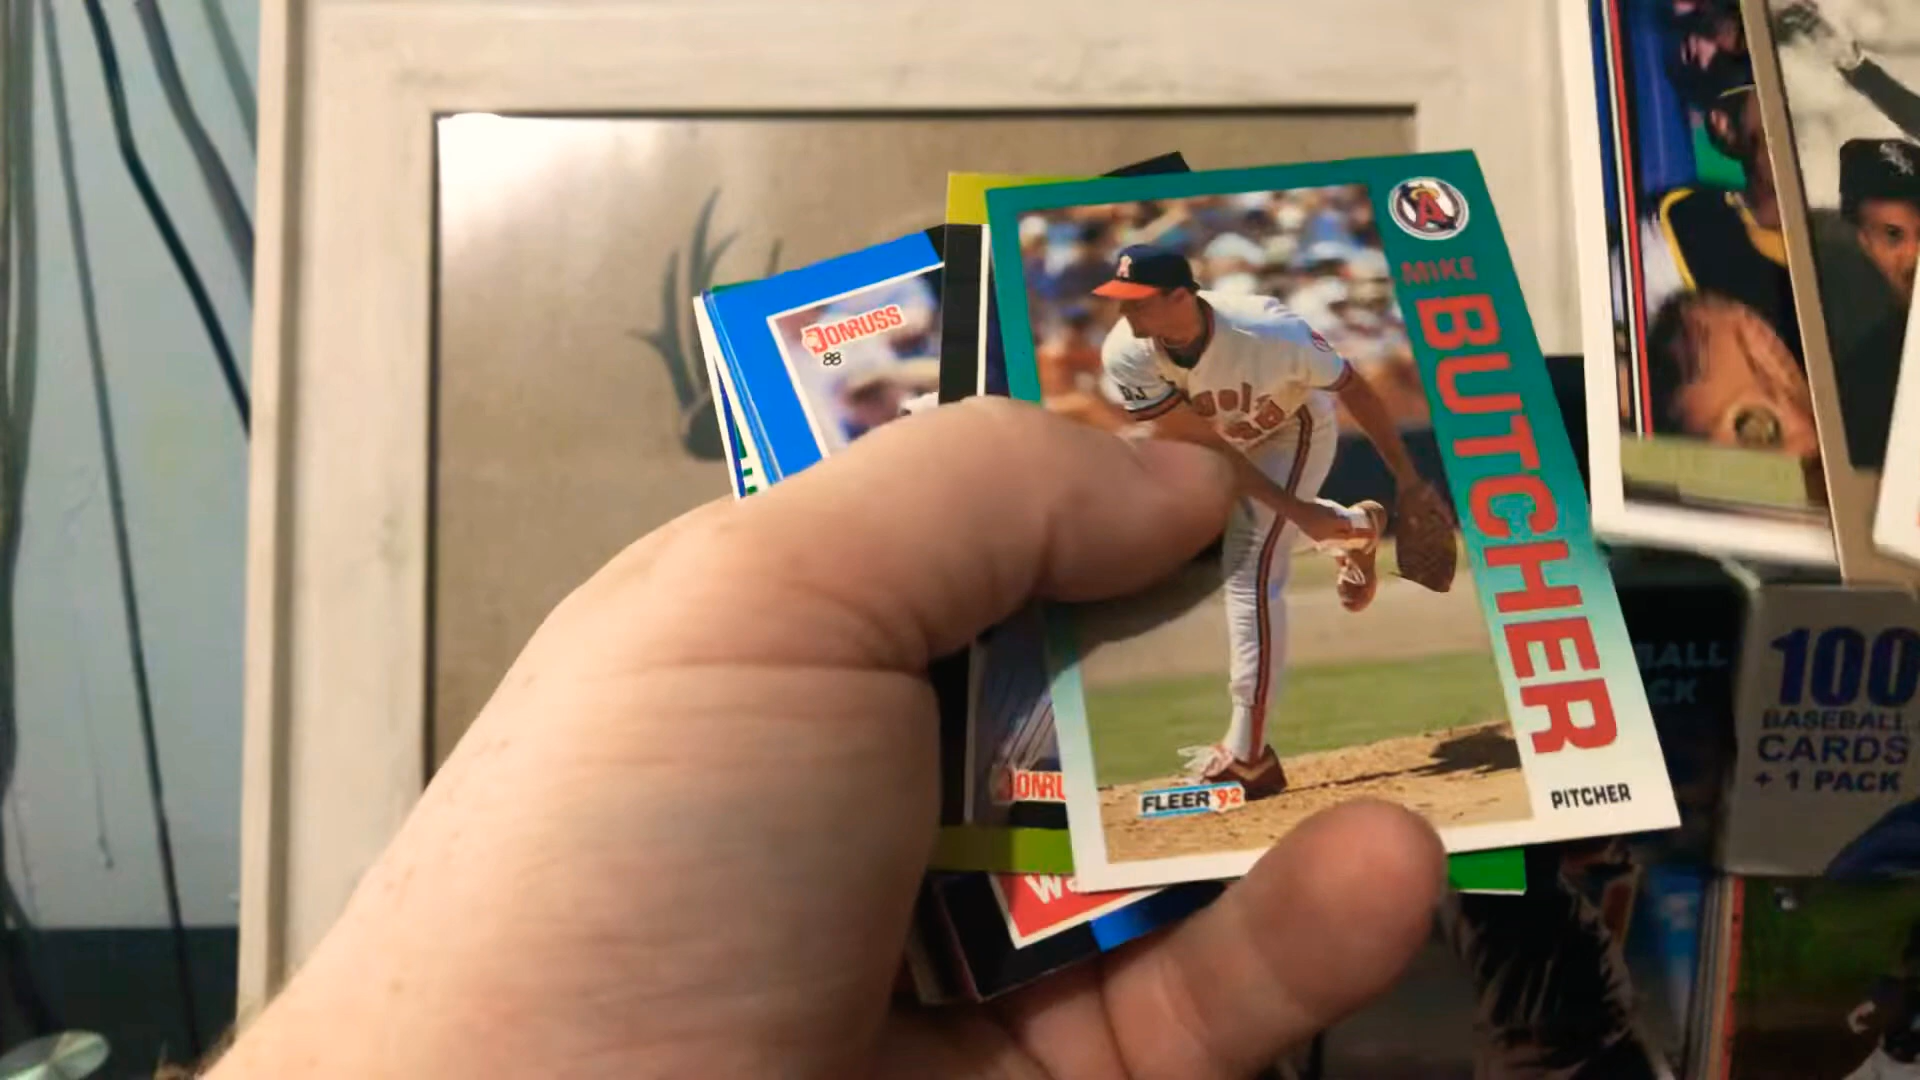 DONRUSS
88
A
MIKE
BUTCHER
A
FLEER '92
PITCHER
100
BASEBALL
CARDS
+ 1 PACK